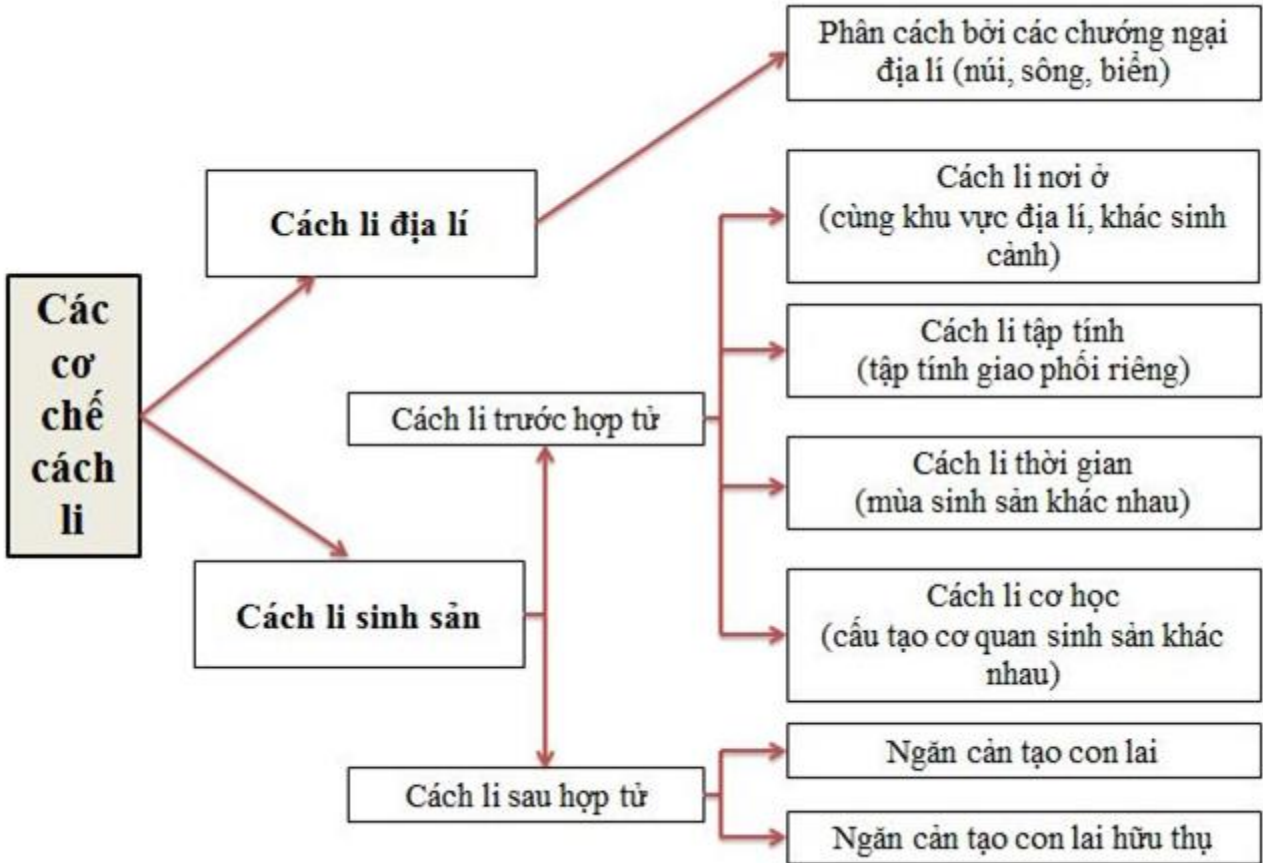 Các
cơ
chế
cách
li
Cách li địa lí
Phân cách bởi các chướng ngại
địa lí (núi, sông, biển)
Cách li sinh sản
Cách li trước hợp tử
Cách li nơi ở
(cùng khu vực địa lí, khác sinh
cảnh)
Cách li tập tính
(tập tính giao phối riêng)
Cách li thời gian
(mùa sinh sản khác nhau)
Cách li cơ học
(cấu tạo cơ quan sinh sản khác
nhau)
Cách li sau hợp tử
Ngăn cản tạo con lai
Ngăn cản tạo con lai hữu thụ